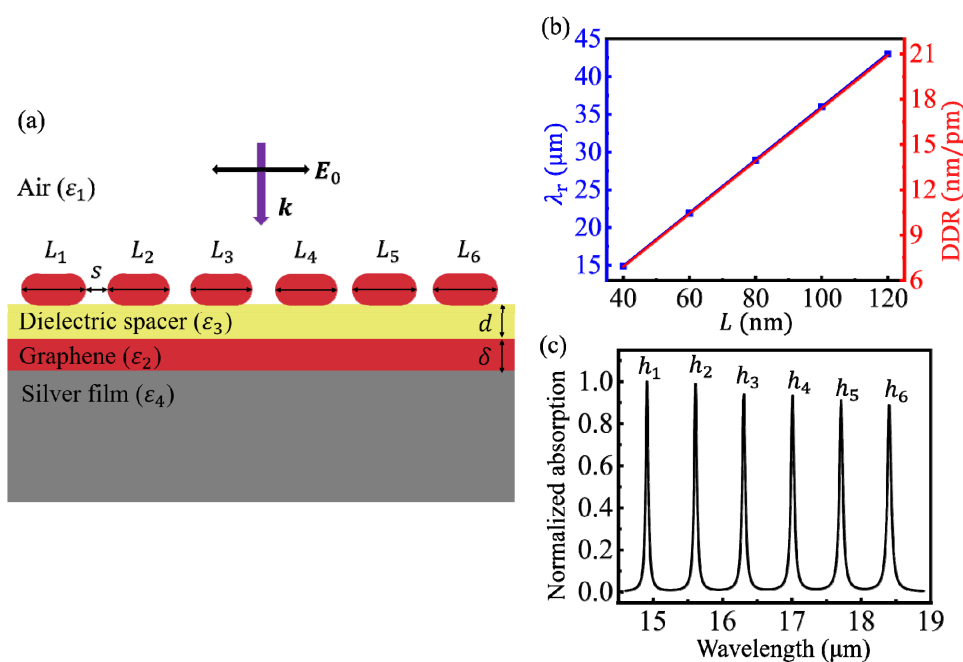 (a)
Air (ε₁)
E₀
k
L₁ L₂ L₃ L₄ L₅ L₆
s
Dielectric spacer (ε₃) d
Graphene (ε₂) δ
Silver film (ε₄)
(b)
45 21
40 18
35
30 15
25 12
20 9
15 6
λᵣ (μm)
DDR (nm/pm)
40 60 80 100 120
L (nm)
(c)
h₁ h₂ h₃ h₄ h₅ h₆
1.0
0.8
0.6
0.4
0.2
0.0
Normalized absorption
15 16 17 18 19
Wavelength (μm)